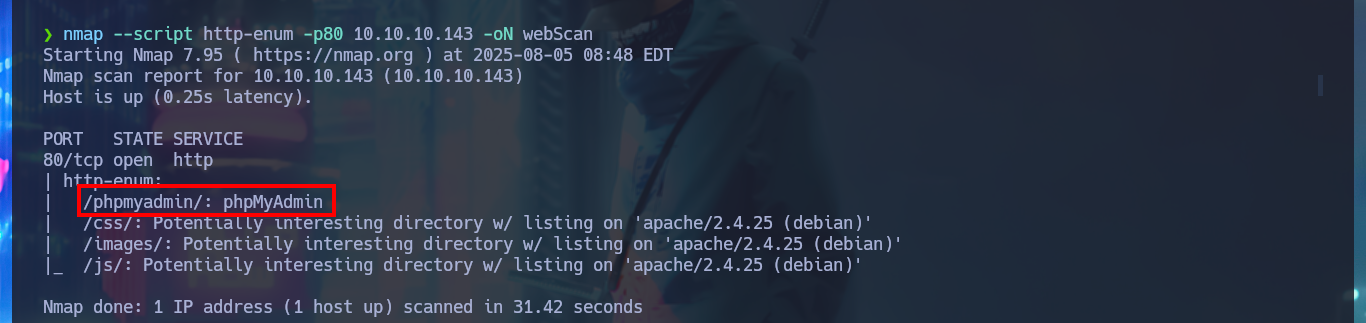 ❯ nmap --script http-enum -p80 10.10.10.143 -oN webScan
Starting Nmap 7.95 ( https://nmap.org ) at 2025-08-05 08:48 EDT
Nmap scan report for 10.10.10.143 (10.10.10.143)
Host is up (0.25s latency).
PORT   STATE SERVICE
80/tcp open  http
| http-enum:
|   /phpmyadmin/: phpMyAdmin
|   /css/: Potentially interesting directory w/ listing on 'apache/2.4.25 (debian)'
|   /images/: Potentially interesting directory w/ listing on 'apache/2.4.25 (debian)'
|_  /js/: Potentially interesting directory w/ listing on 'apache/2.4.25 (debian)'
Nmap done: 1 IP address (1 host up) scanned in 31.42 seconds